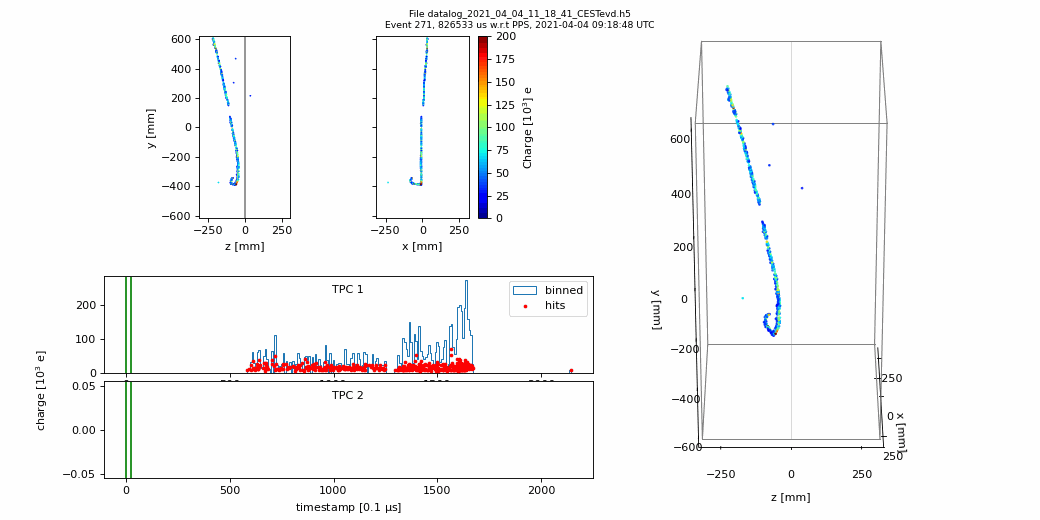 File datalog_2021_04_04_11_18_41_CESTevd.h5
Event 271, 826533 us w.r.t PPS, 2021-04-04 09:18:48 UTC
600
400
200
0
−200
−400
−600
y [mm]
−250 0 250
z [mm]
−250 0 250
x [mm]
200
175
150
125
100
75
50
25
0
Charge [10³] e
TPC 1
binned
hits
200
100
0
charge [10³ e]
TPC 2
0.05
0.00
−0.05
0 500 1000 1500 2000
timestamp [0.1 μs]
600
400
200
0
−200
−400
−600
y [mm]
−250
0
250
x [mm]
−250 0 250
z [mm]